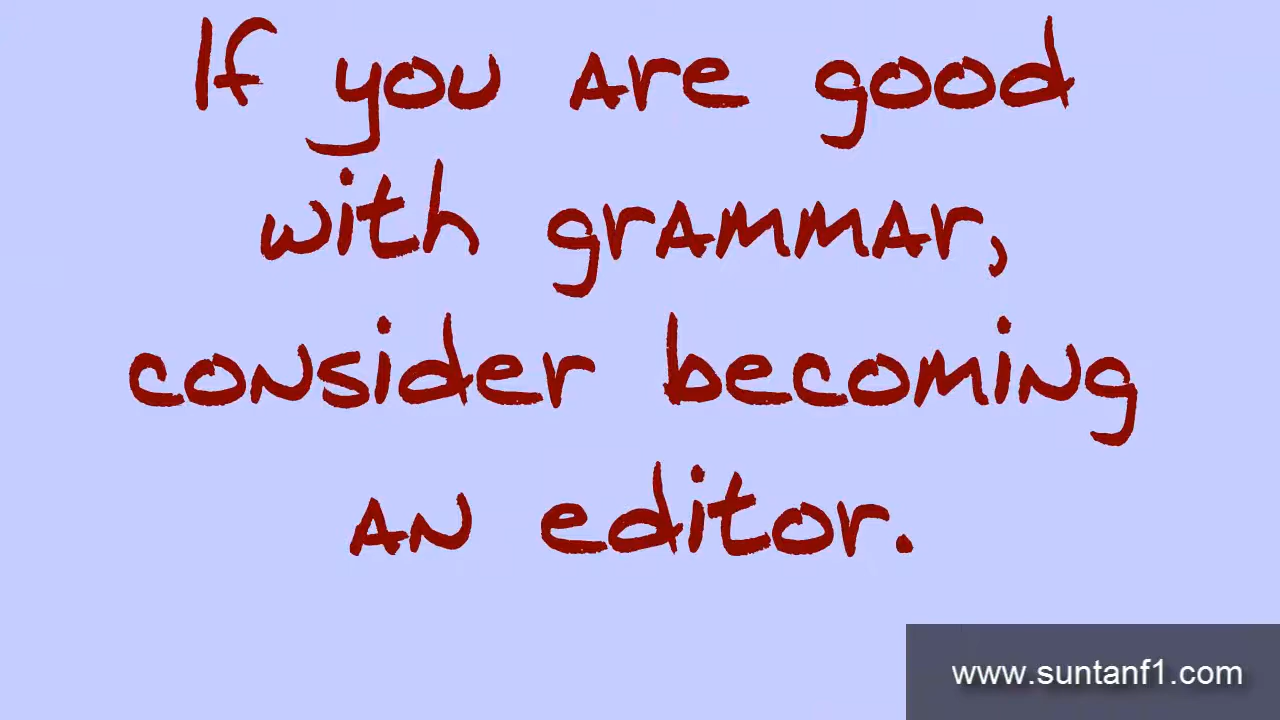 If you are good
with grammar,
consider becoming
an editor.
www.suntanf1.com